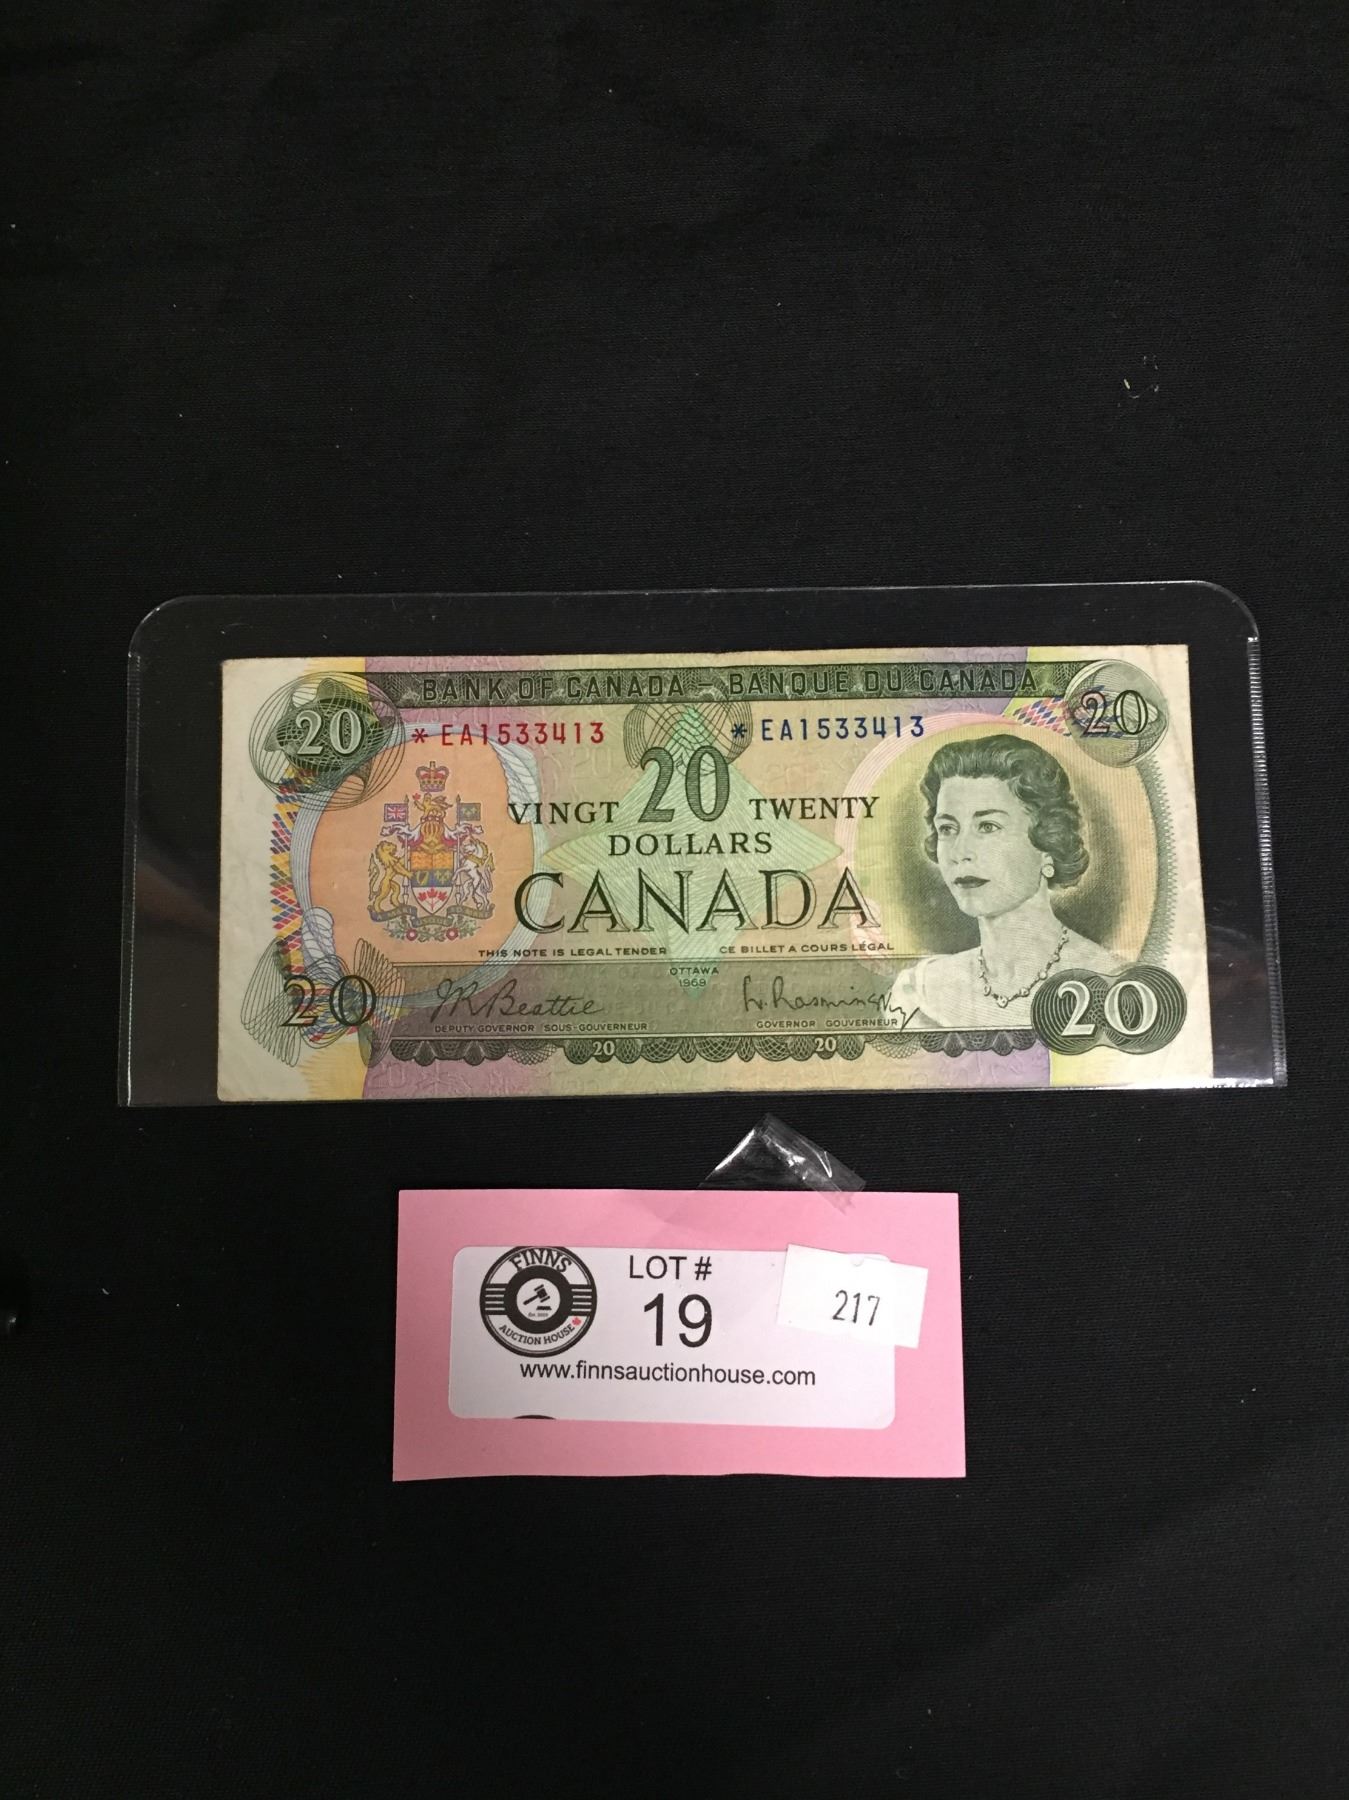 BANK OF CANADA – BANQUE DU CANADA
20
20
*EA1533413
*EA1533413
20
VINGT
TWENTY
DOLLARS
CANADA
THIS NOTE IS LEGAL TENDER
CE BILLET A COURS LÉGAL
OTTAWA
1969
20
J.R. Beattie
L. Rasminsky
20
DEPUTY GOVERNOR SOUS-GOUVERNEUR
GOVERNOR GOUVERNEUR
20
20
FINNS
AUCTION HOUSE
LOT #
19
217
www.finnsauctionhouse.com